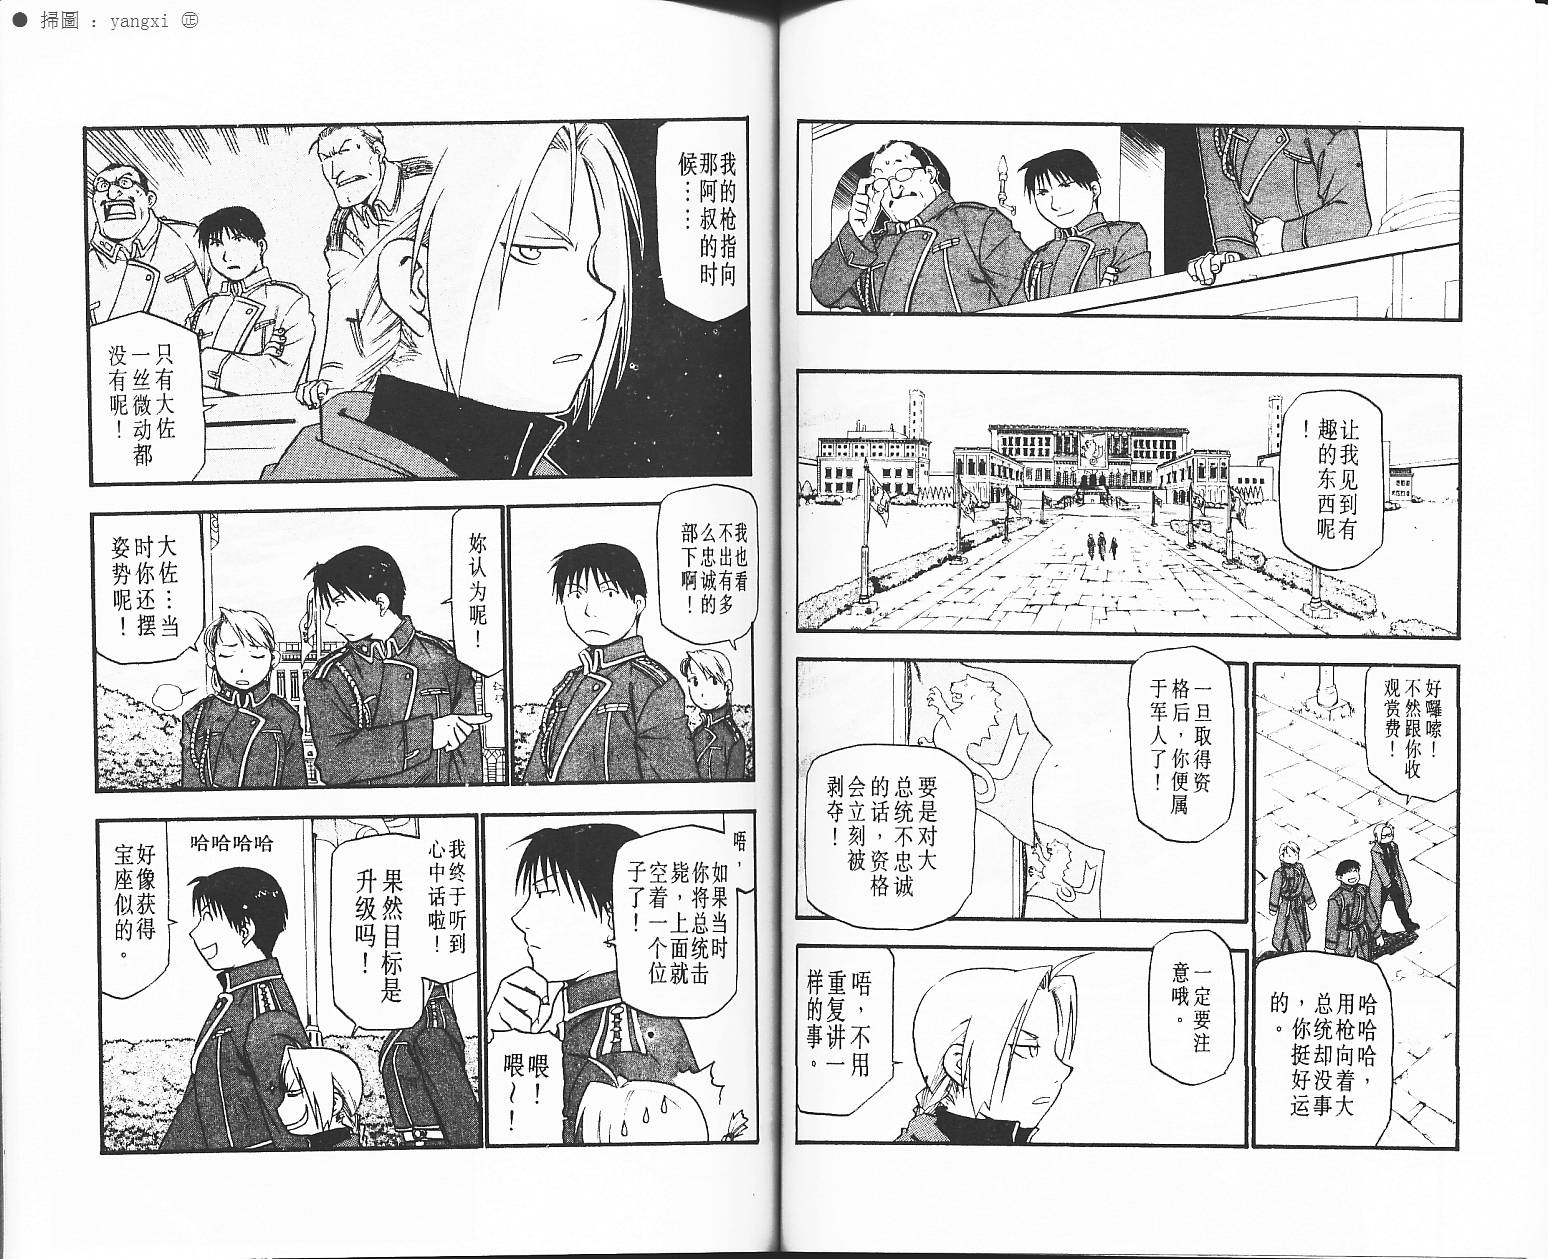 ● 掃圖 : yangxi ㊣
让我见到有
趣的东西呢
！
好囉嗦！
不然跟你收
观赏费！
哈哈哈，
用枪向着大
总统却没事
，你挺好运
的。
一旦取得资
格后，你便属
于军人了！
要是对大
总统不忠诚
的话，资格
会立刻被
剥夺！
一定要注
意哦。
唔，不用
重复讲一
样的事。
我的枪指向
那阿叔的时
候……
只有大佐
一丝微动都
没有呢！
我也看
不出有多
么忠诚的
部下啊！
妳认为呢！
大佐…当
时你还摆
姿势呢！
唔，
如果当时
你将总统击
毙，上面就
空着一个位
子了！
喂！
喂～！
我终于听到
心中话啦！
果然目标是
升级吗！
哈哈哈哈
好像获得
宝座似的。